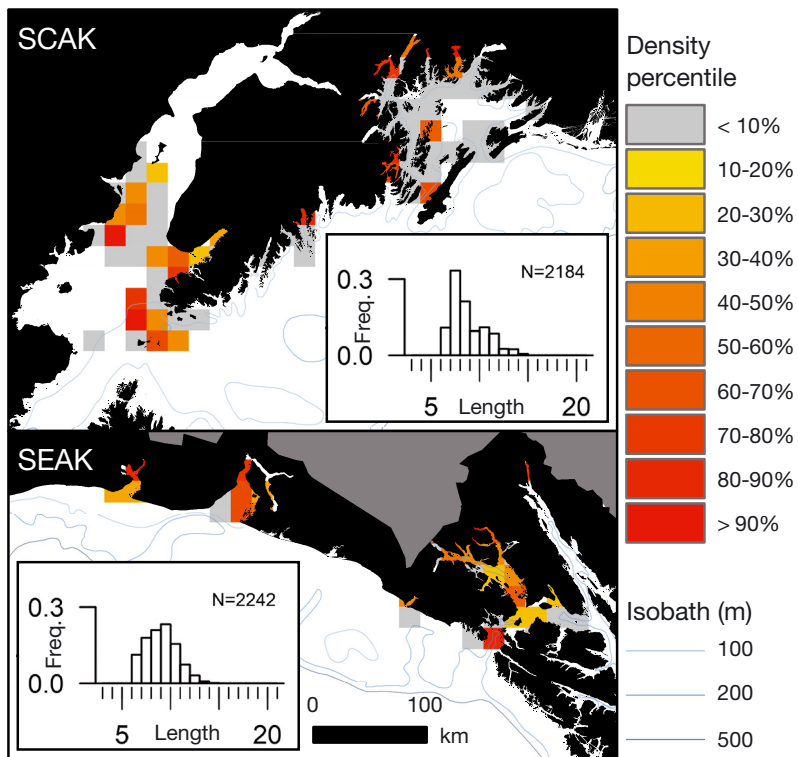 SCAK
0.3
Freq.
0.0
N=2184
5
Length
20
SEAK
0.3
Freq.
0.0
N=2242
5
Length
20
0
100
km
Density
percentile
< 10%
10-20%
20-30%
30-40%
40-50%
50-60%
60-70%
70-80%
80-90%
> 90%
Isobath (m)
100
200
500